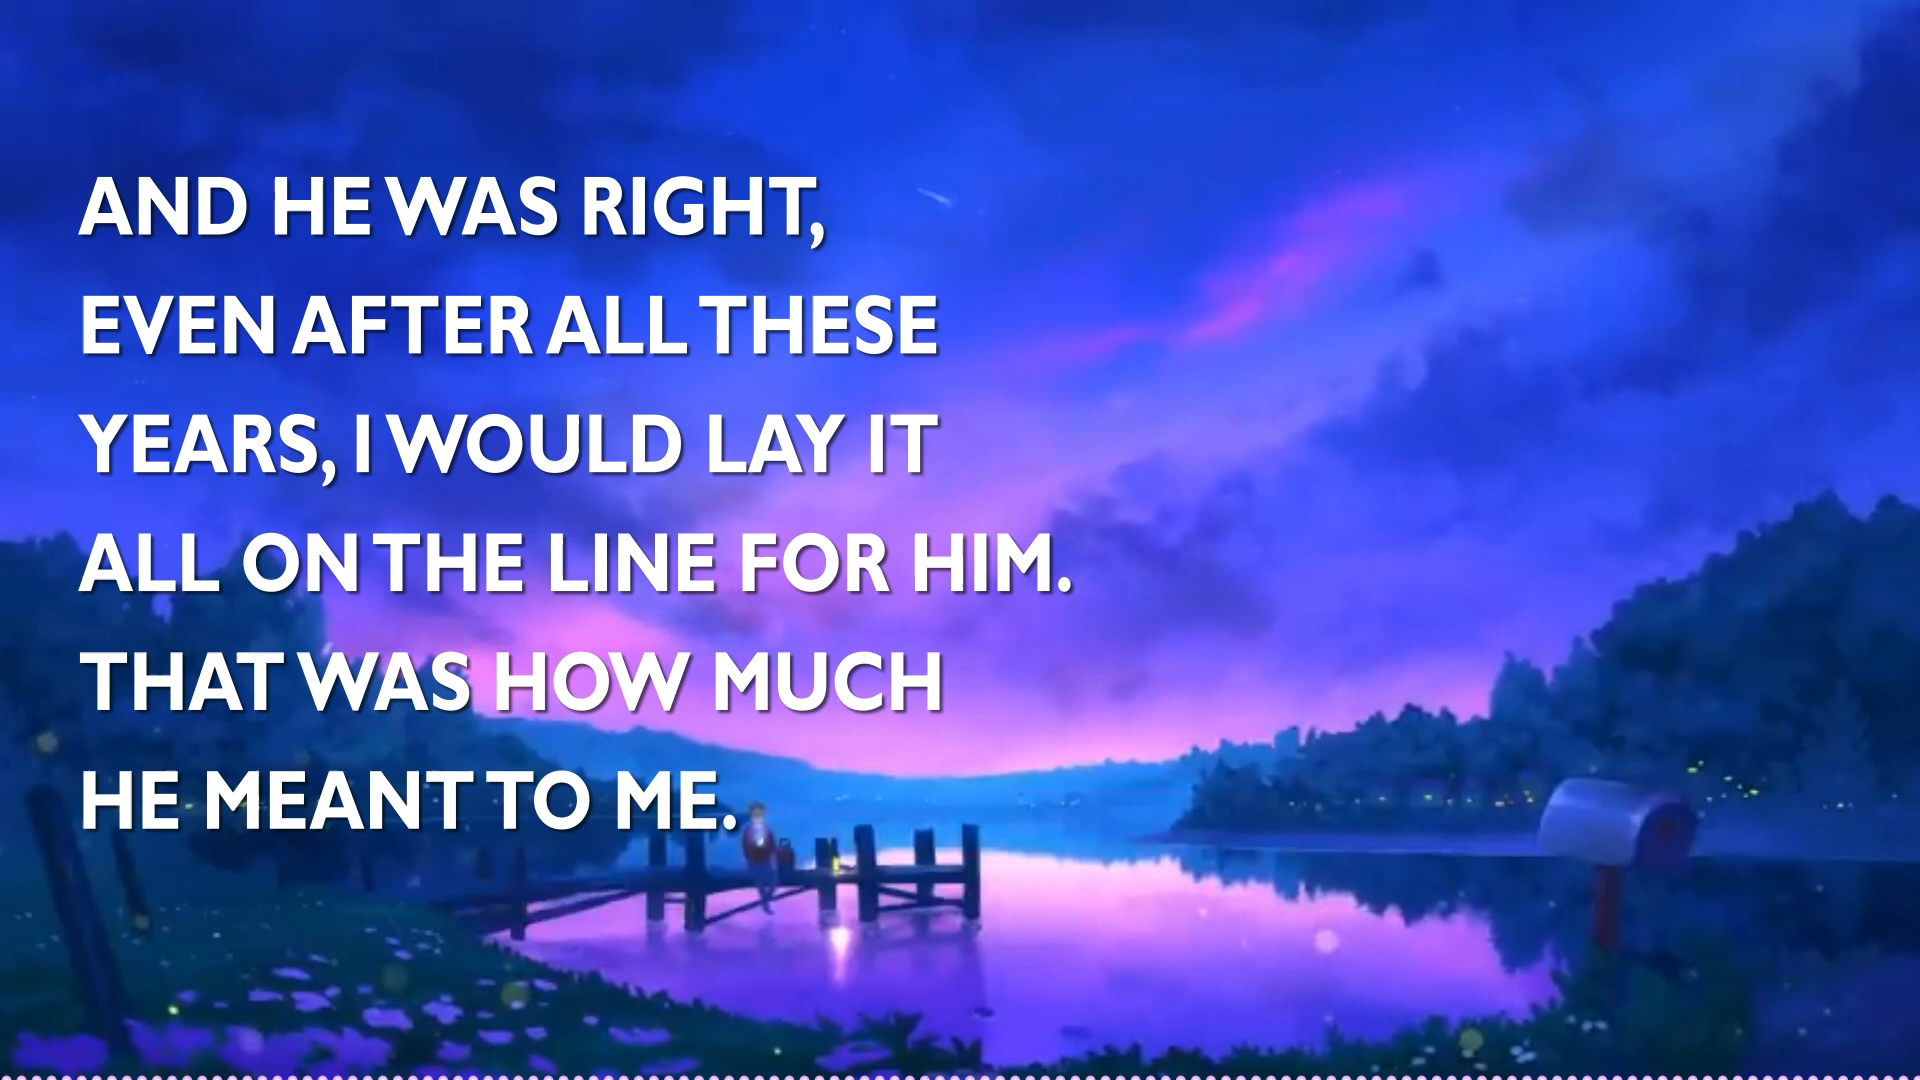 AND HE WAS RIGHT,
EVEN AFTER ALL THESE
YEARS, I WOULD LAY IT
ALL ON THE LINE FOR HIM.
THAT WAS HOW MUCH
HE MEANT TO ME.